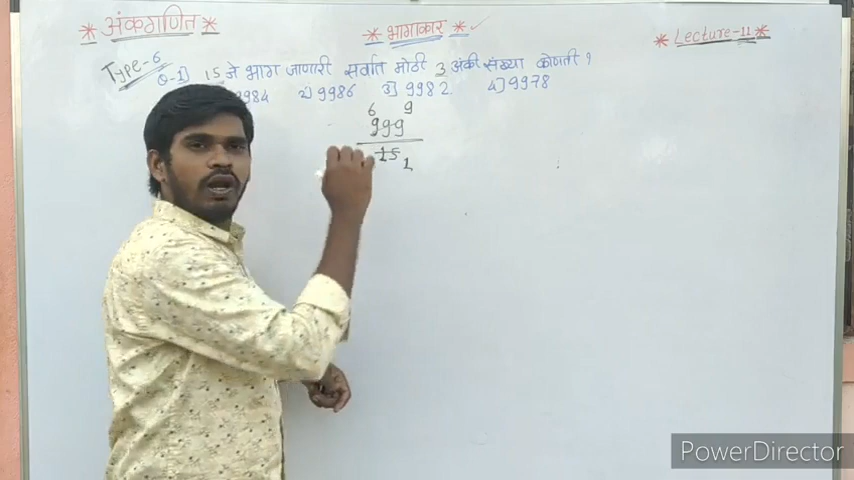 * अंकगणित *
* भागाकार * ✓
* Lecture-11 *
Type-6
Q-1) 15 ने भाग जाणारी सर्वात मोठी 3 अंकी संख्या कोणती ?
9984 2) 9986 3) 9982 4) 9978
6 9
999
15
1
PowerDirector